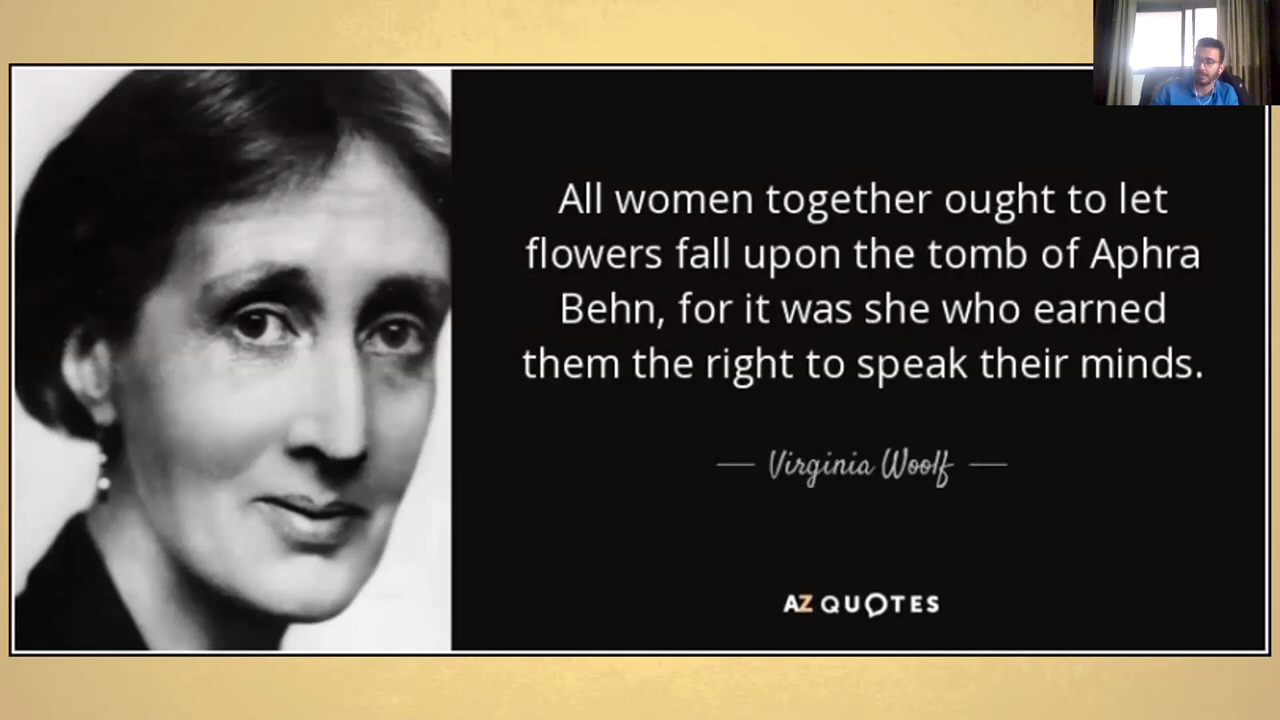 All women together ought to let
flowers fall upon the tomb of Aphra
Behn, for it was she who earned
them the right to speak their minds.
Virginia Woolf
AZ QUOTES